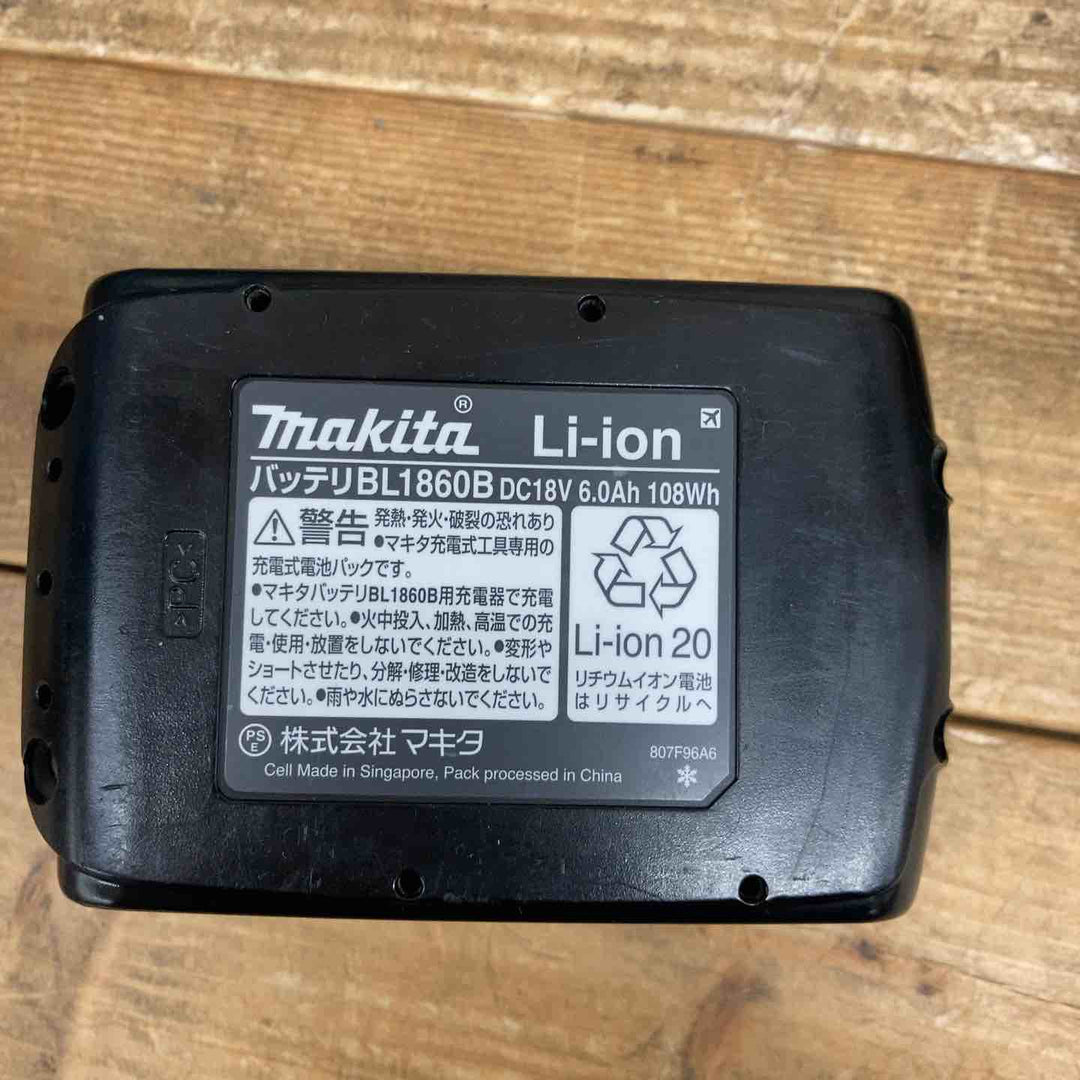 makita® Li-ion
バッテリBL1860B DC18V 6.0Ah 108Wh
警告 発熱・発火・破裂の恐れあり
●マキタ充電式工具専用の
充電式電池パックです。
●マキタバッテリBL1860B用充電器で充電
してください。●火中投入、加熱、高温での充
電・使用・放置をしないでください。●変形や
ショートさせたり、分解・修理・改造をしないで
ください。●雨や水にぬらさないでください。
Li-ion 20
リチウムイオン電池
はリサイクルへ
PS
E
株式会社 マキタ
807F96A6
Cell Made in Singapore, Pack processed in China